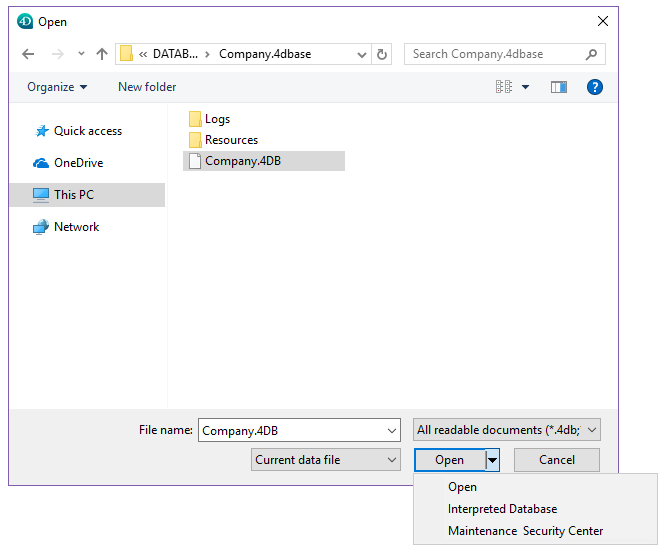 4D Open
« DATAB... > Company.4dbase
Search Company.4dbase
Organize New folder
?
Quick access
OneDrive
This PC
Network
Logs
Resources
Company.4DB
File name: Company.4DB All readable documents (*.4db;
Current data file Open Cancel
Open
Interpreted Database
Maintenance Security Center